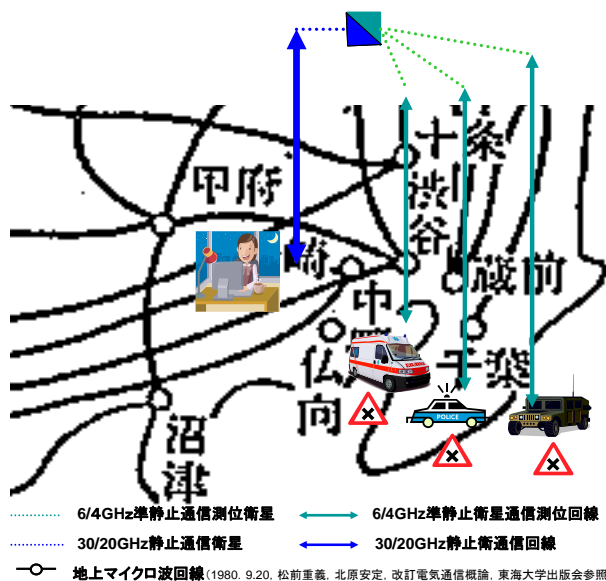 十条
渋谷
甲府
崎
中
蔵前
仏向
千葉
沼津
POLICE
6/4GHz準静止通信測位衛星
6/4GHz準静止衛星通信測位回線
30/20GHz静止通信衛星
30/20GHz静止衛通信回線
地上マイクロ波回線(1980. 9.20, 松前重義, 北原安定, 改訂電気通信概論, 東海大学出版会参照